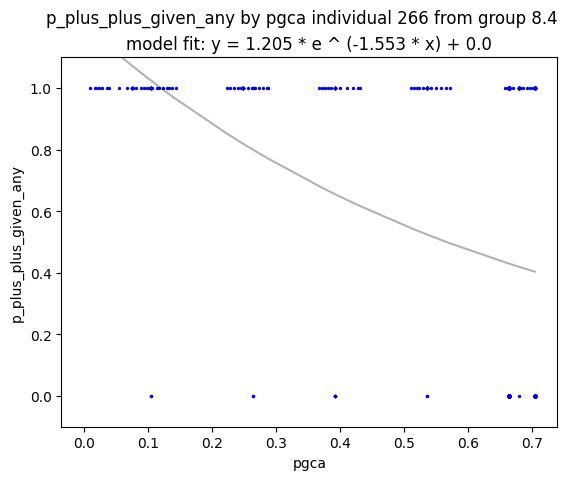 p_plus_plus_given_any by pgca individual 266 from group 8.4
model fit: y = 1.205 * e ^ (-1.553 * x) + 0.0
1.0
0.8
0.6
0.4
0.2
0.0
p_plus_plus_given_any
0.0 0.1 0.2 0.3 0.4 0.5 0.6 0.7
pgca